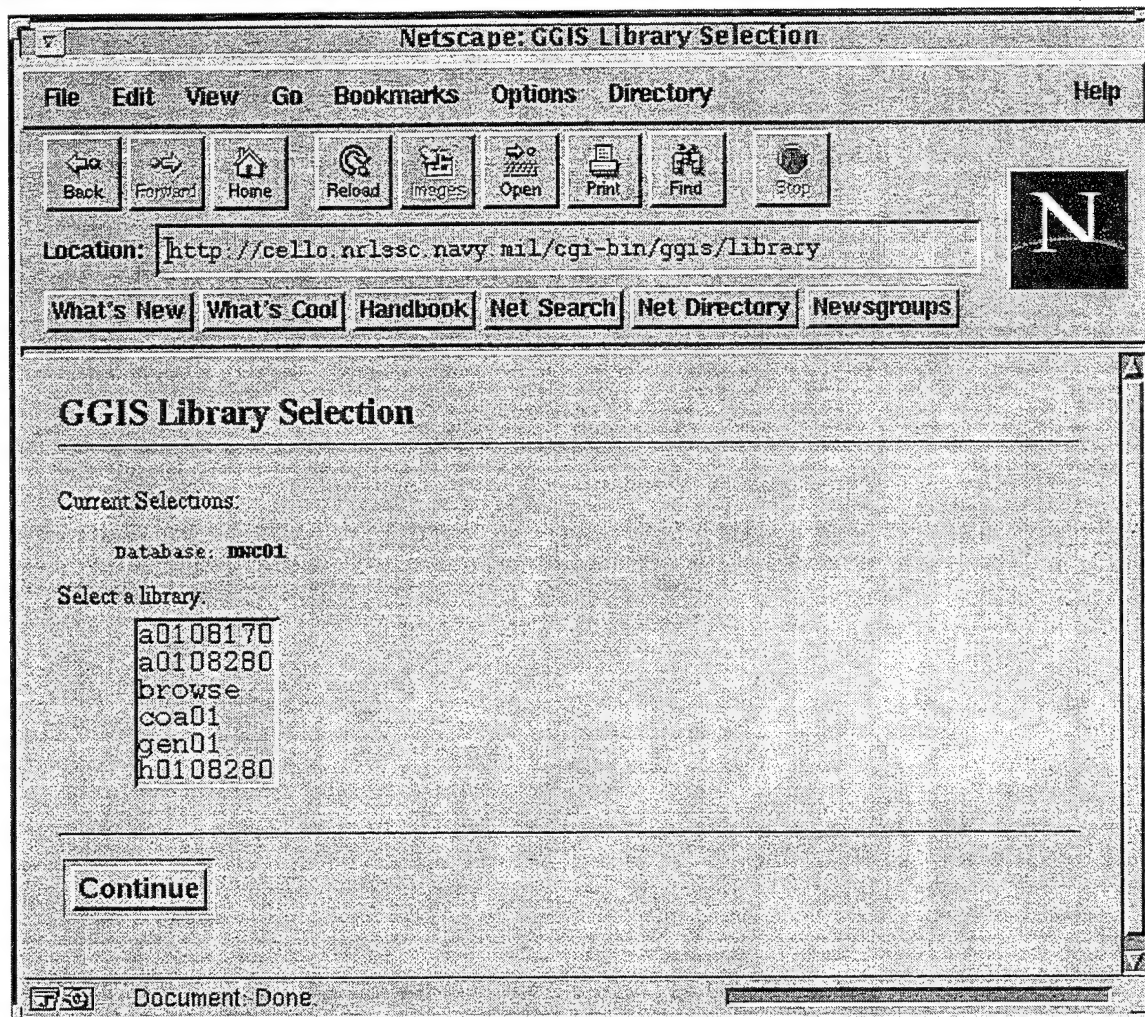 Netscape: GGIS Library Selection
File Edit View Go Bookmarks Options Directory Help
Back Forward Home Reload Images Open Print Find Stop
N
Location: http://cello.nrlssc.navy.mil/cgi-bin/ggis/library
What's New What's Cool Handbook Net Search Net Directory Newsgroups
GGIS Library Selection
Current Selections:
Database: DNC01
Select a library:
a0108170
a0108280
browse
coa01
gen01
h0108280
Continue
Document: Done.